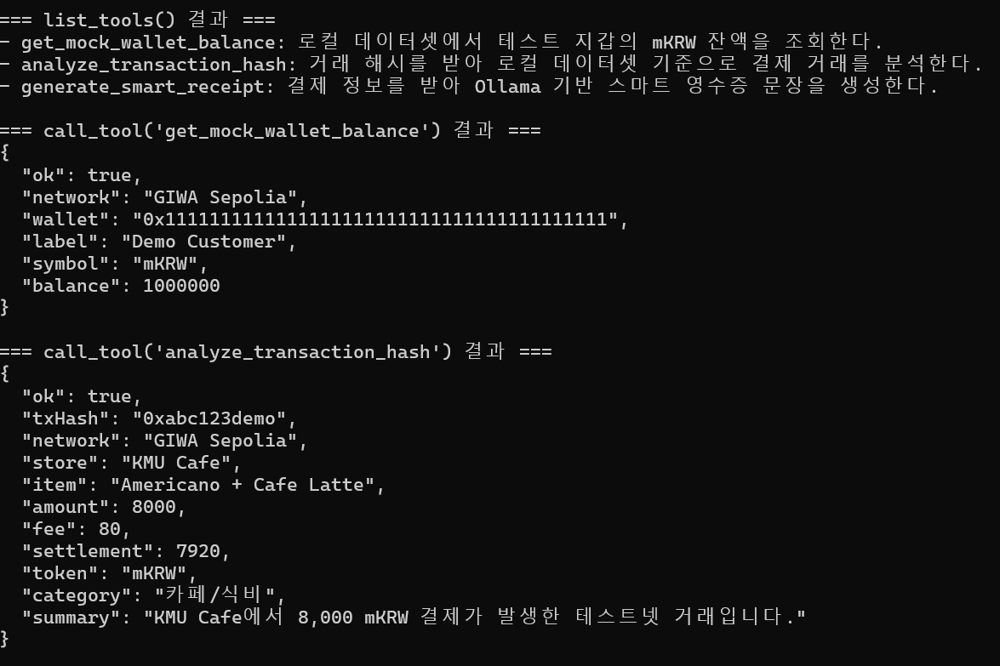 === list_tools() 결과 ===
- get_mock_wallet_balance: 로컬 데이터셋에서 테스트 지갑의 mKRW 잔액을 조회한다.
- analyze_transaction_hash: 거래 해시를 받아 로컬 데이터셋 기준으로 결제 거래를 분석한다.
- generate_smart_receipt: 결제 정보를 받아 Ollama 기반 스마트 영수증 문장을 생성한다.
=== call_tool('get_mock_wallet_balance') 결과 ===
{
  "ok": true,
  "network": "GIWA Sepolia",
  "wallet": "0x1111111111111111111111111111111111111111",
  "label": "Demo Customer",
  "symbol": "mKRW",
  "balance": 1000000
}
=== call_tool('analyze_transaction_hash') 결과 ===
{
  "ok": true,
  "txHash": "0xabc123demo",
  "network": "GIWA Sepolia",
  "store": "KMU Cafe",
  "item": "Americano + Cafe Latte",
  "amount": 8000,
  "fee": 80,
  "settlement": 7920,
  "token": "mKRW",
  "category": "카페/식비",
  "summary": "KMU Cafe에서 8,000 mKRW 결제가 발생한 테스트넷 거래입니다."
}